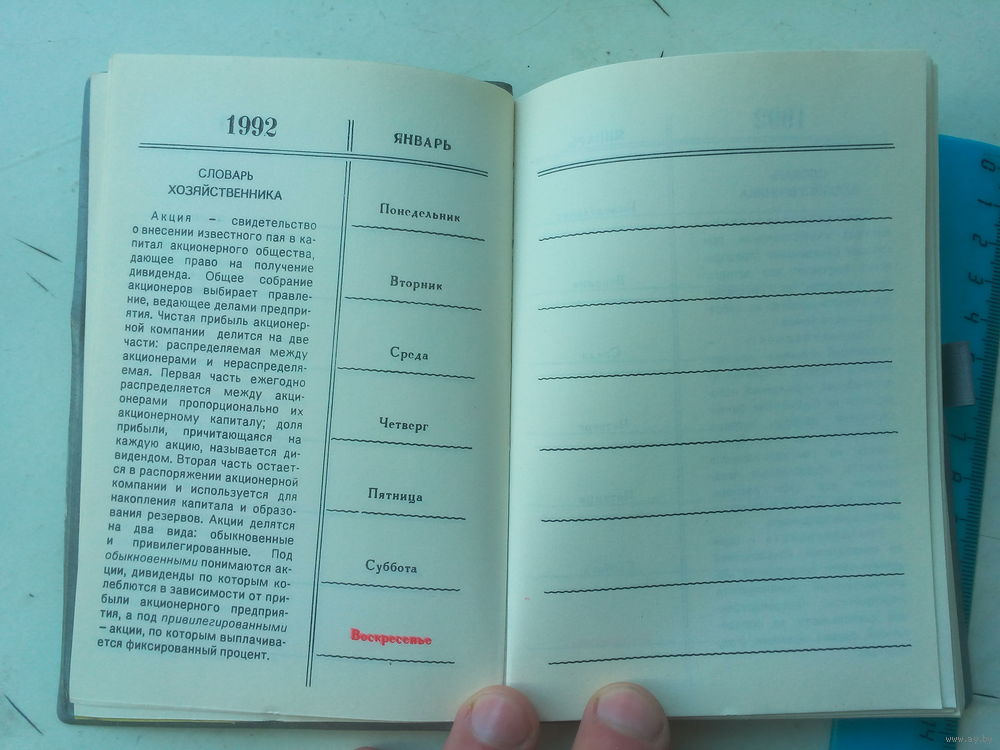 1992
ЯНВАРЬ
СЛОВАРЬ
ХОЗЯЙСТВЕННИКА
Акция – свидетельство
о внесении известного пая в ка-
питал акционерного общества,
дающее право на получение
дивиденда. Общее собрание
акционеров выбирает правле-
ние, ведающее делами предпри-
ятия. Чистая прибыль акционер-
ной компании делится на две
части: распределяемая между
акционерами и нераспределя-
емая. Первая часть ежегодно
распределяется между акци-
онерами пропорционально их
акционерному капиталу; доля
прибыли, причитающаяся на
каждую акцию, называется ди-
видендом. Вторая часть остает-
ся в распоряжении акционерной
компании и используется для
накопления капитала и образо-
вания резервов. Акции делятся
на два вида: обыкновенные
и привилегированные. Под
обыкновенными понимаются ак-
ции, дивиденды по которым ко-
леблются в зависимости от при-
были акционерного предприя-
тия, а под привилегированными
– акции, по которым выплачива-
ется фиксированный процент.
Понедельник
Вторник
Среда
Четверг
Пятница
Суббота
Воскресенье
www.ay.by